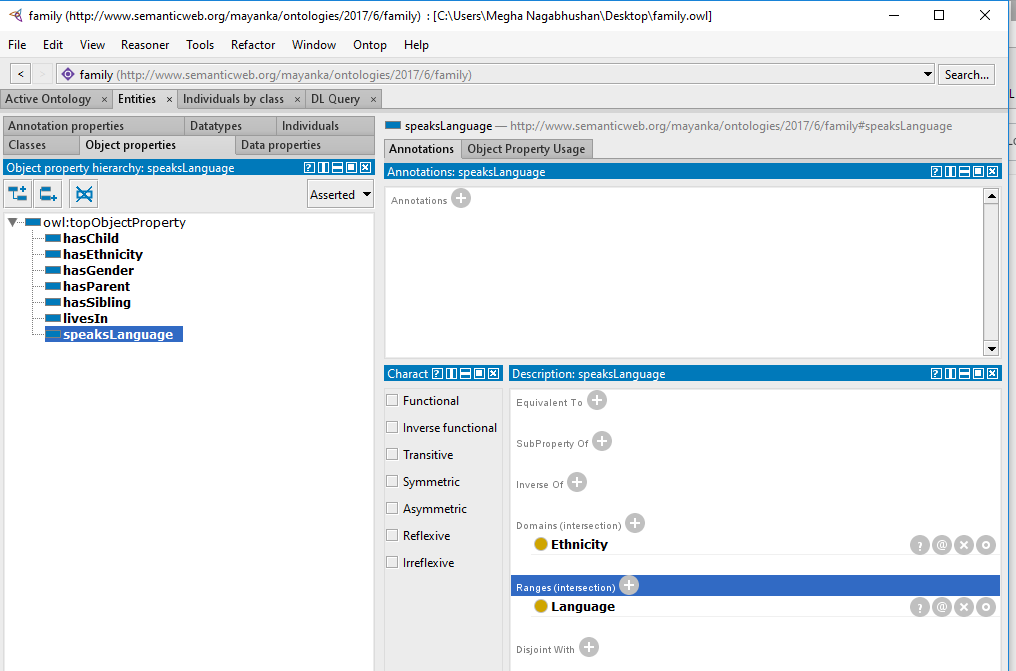 family (http://www.semanticweb.org/mayanka/ontologies/2017/6/family) : [C:\Users\Megha Nagabhushan\Desktop\family.owl]
File Edit View Reasoner Tools Refactor Window Ontop Help
< > family (http://www.semanticweb.org/mayanka/ontologies/2017/6/family) Search...
Active Ontology × Entities × Individuals by class × DL Query ×
Annotation properties Datatypes Individuals
Classes Object properties Data properties
Object property hierarchy: speaksLanguage
Asserted
owl:topObjectProperty
hasChild
hasEthnicity
hasGender
hasParent
hasSibling
livesIn
speaksLanguage
speaksLanguage — http://www.semanticweb.org/mayanka/ontologies/2017/6/family#speaksLanguage
Annotations Object Property Usage
Annotations: speaksLanguage
Annotations
Charact
Functional
Inverse functional
Transitive
Symmetric
Asymmetric
Reflexive
Irreflexive
Description: speaksLanguage
Equivalent To
SubProperty Of
Inverse Of
Domains (intersection)
Ethnicity
Ranges (intersection)
Language
Disjoint With